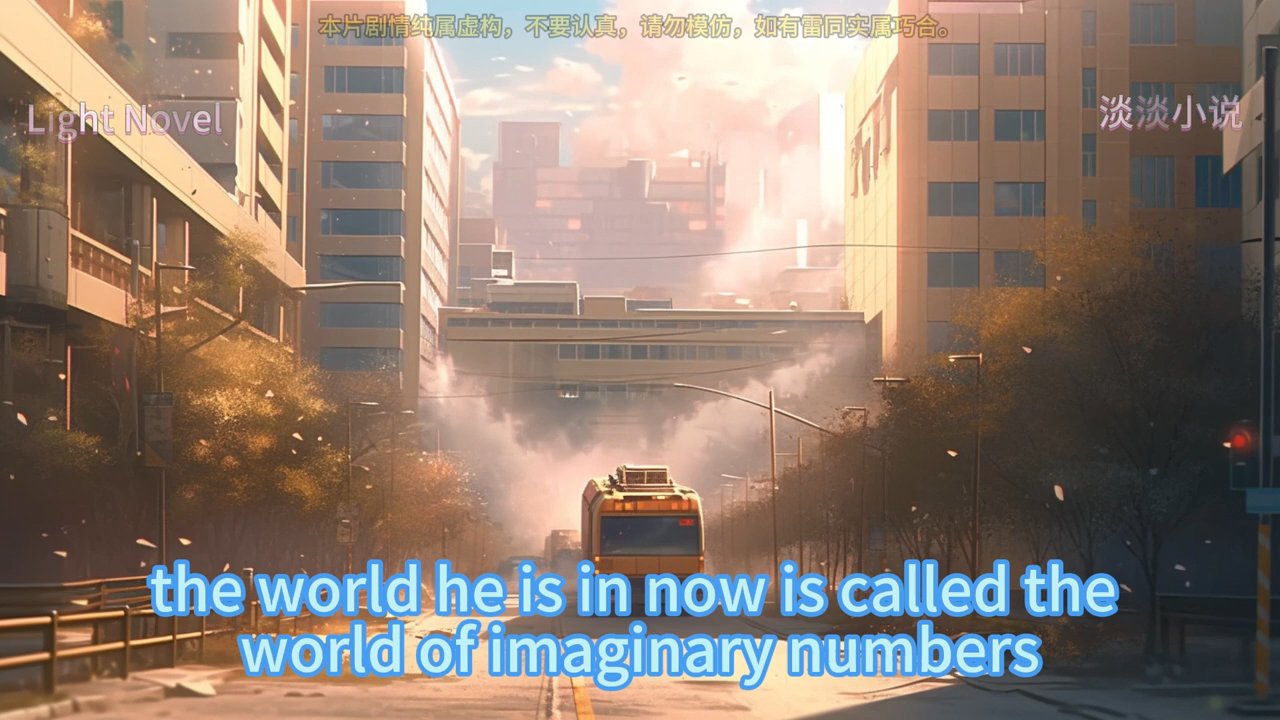 本片剧情纯属虚构，不要认真，请勿模仿，如有雷同实属巧合。
Light Novel
淡淡小说
the world he is in now is called the
world of imaginary numbers